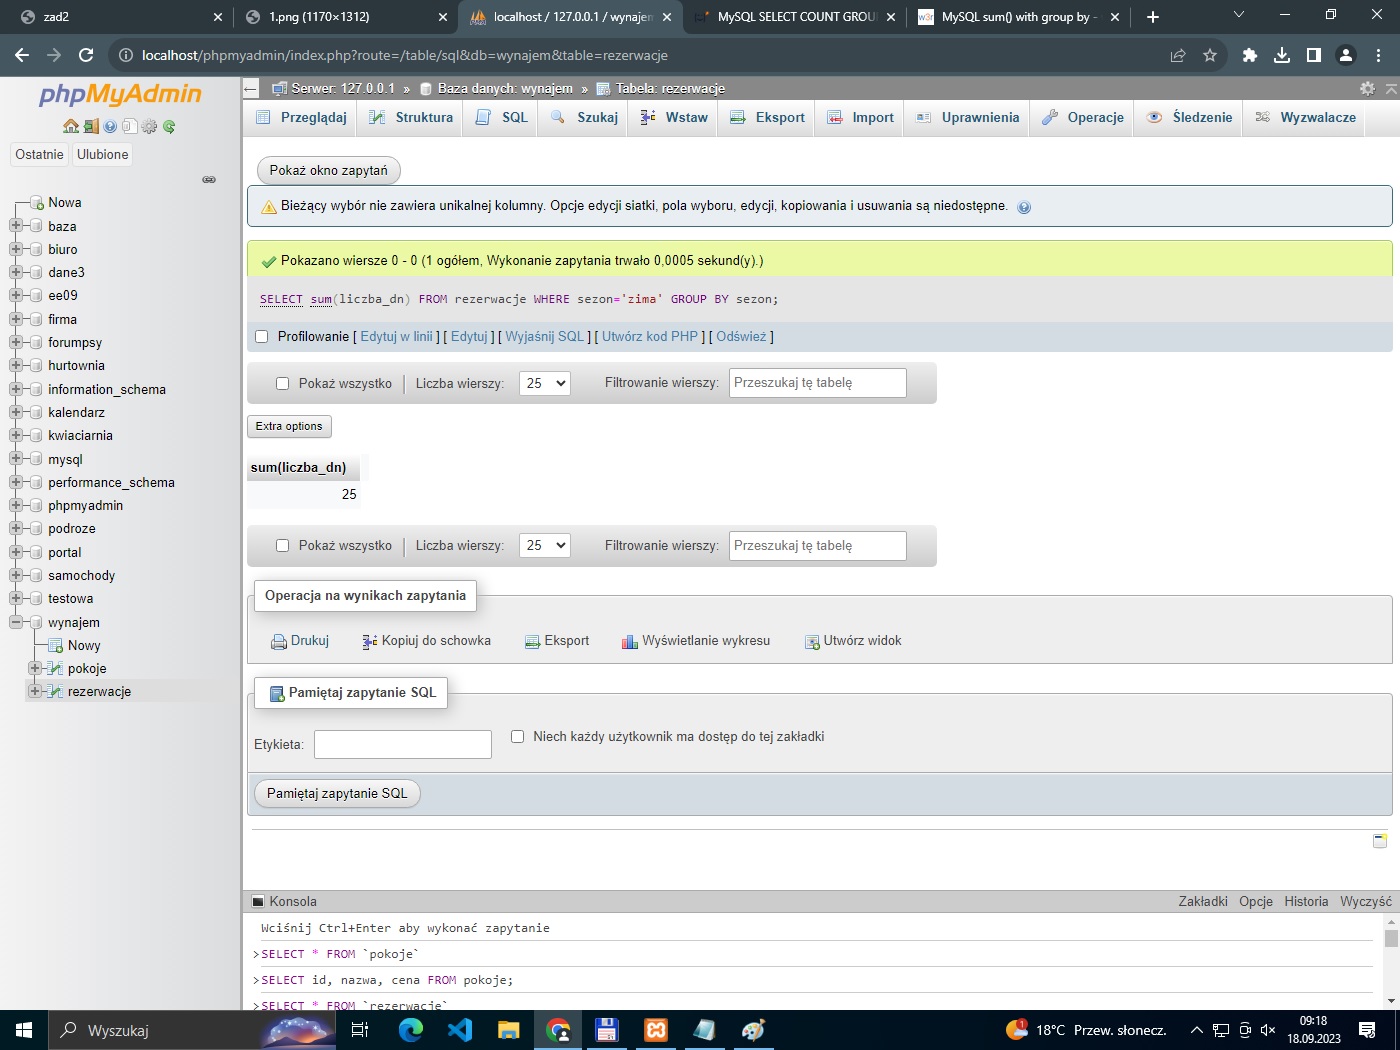 zad2
1.png (1170×1312)
localhost / 127.0.0.1 / wynajem
MySQL SELECT COUNT GROU
w3r
MySQL sum() with group by -
localhost/phpmyadmin/index.php?route=/table/sql&db=wynajem&table=rezerwacje
phpMyAdmin
Ostatnie
Ulubione
Nowa
baza
biuro
dane3
ee09
firma
forumpsy
hurtownia
information_schema
kalendarz
kwiaciarnia
mysql
performance_schema
phpmyadmin
podroze
portal
samochody
testowa
wynajem
Nowy
pokoje
rezerwacje
Serwer: 127.0.0.1 » Baza danych: wynajem » Tabela: rezerwacje
Przeglądaj
Struktura
SQL
Szukaj
Wstaw
Eksport
Import
Uprawnienia
Operacje
Śledzenie
Wyzwalacze
Pokaż okno zapytań
Bieżący wybór nie zawiera unikalnej kolumny. Opcje edycji siatki, pola wyboru, edycji, kopiowania i usuwania są niedostępne.
Pokazano wiersze 0 - 0 (1 ogółem, Wykonanie zapytania trwało 0,0005 sekund(y).)
SELECT sum(liczba_dn) FROM rezerwacje WHERE sezon='zima' GROUP BY sezon;
Profilowanie [ Edytuj w linii ] [ Edytuj ] [ Wyjaśnij SQL ] [ Utwórz kod PHP ] [ Odśwież ]
Pokaż wszystko
Liczba wierszy:
25
Filtrowanie wierszy:
Przeszukaj tę tabelę
Extra options
sum(liczba_dn)
25
Pokaż wszystko
Liczba wierszy:
25
Filtrowanie wierszy:
Przeszukaj tę tabelę
Operacja na wynikach zapytania
Drukuj
Kopiuj do schowka
Eksport
Wyświetlanie wykresu
Utwórz widok
Pamiętaj zapytanie SQL
Etykieta:
Niech każdy użytkownik ma dostęp do tej zakładki
Pamiętaj zapytanie SQL
Konsola
Zakładki
Opcje
Historia
Wyczyść
Wciśnij Ctrl+Enter aby wykonać zapytanie
>SELECT * FROM `pokoje`
>SELECT id, nazwa, cena FROM pokoje;
>SELECT * FROM `rezerwacje`
Wyszukaj
18°C Przew. słonecz.
09:18
18.09.2023